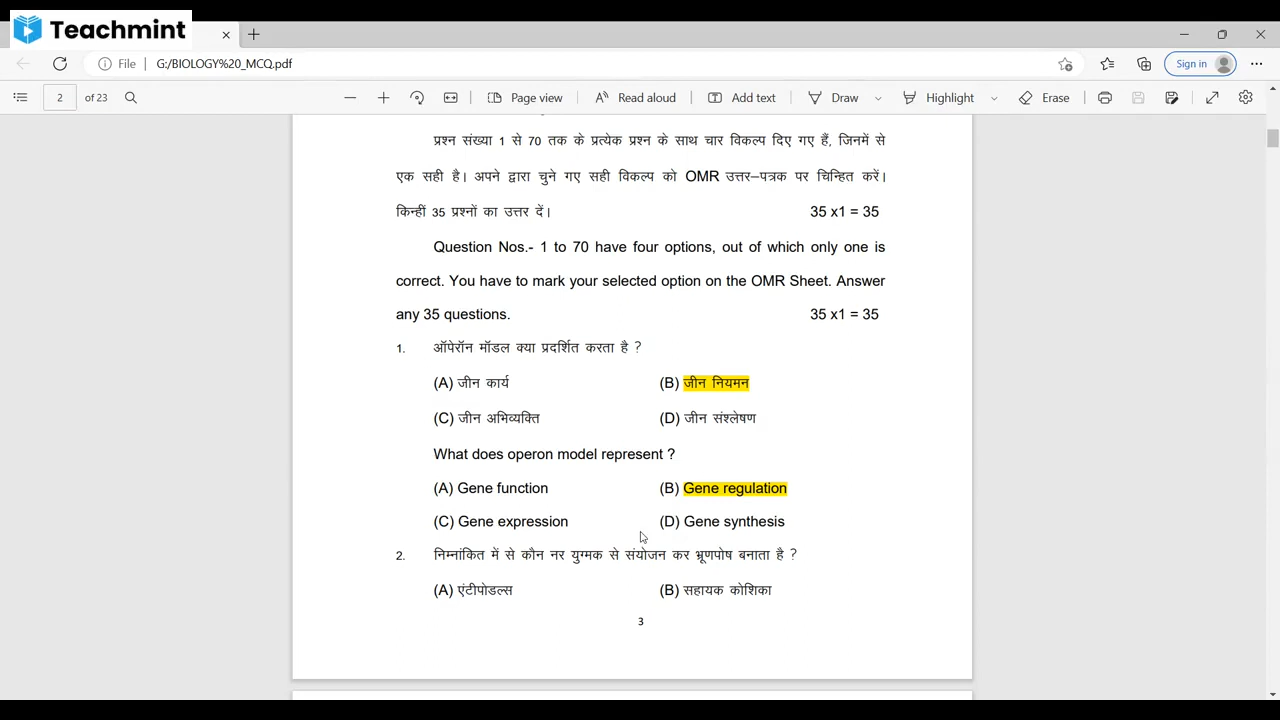 Teachmint
File G:/BIOLOGY%20_MCQ.pdf Sign in
2 of 23 Page view Read aloud Add text Draw Highlight Erase
प्रश्न संख्या 1 से 70 तक के प्रत्येक प्रश्न के साथ चार विकल्प दिए गए हैं, जिनमें से
एक सही है। अपने द्वारा चुने गए सही विकल्प को OMR उत्तर–पत्रक पर चिन्हित करें।
किन्हीं 35 प्रश्नों का उत्तर दें। 35 x1 = 35
Question Nos.- 1 to 70 have four options, out of which only one is
correct. You have to mark your selected option on the OMR Sheet. Answer
any 35 questions. 35 x1 = 35
1. ऑपेरॉन मॉडल क्या प्रदर्शित करता है ?
(A) जीन कार्य (B) जीन नियमन
(C) जीन अभिव्यक्ति (D) जीन संश्लेषण
What does operon model represent ?
(A) Gene function (B) Gene regulation
(C) Gene expression (D) Gene synthesis
2. निम्नांकित में से कौन नर युग्मक से संयोजन कर भ्रूणपोष बनाता है ?
(A) एंटीपोडल्स (B) सहायक कोशिका
3